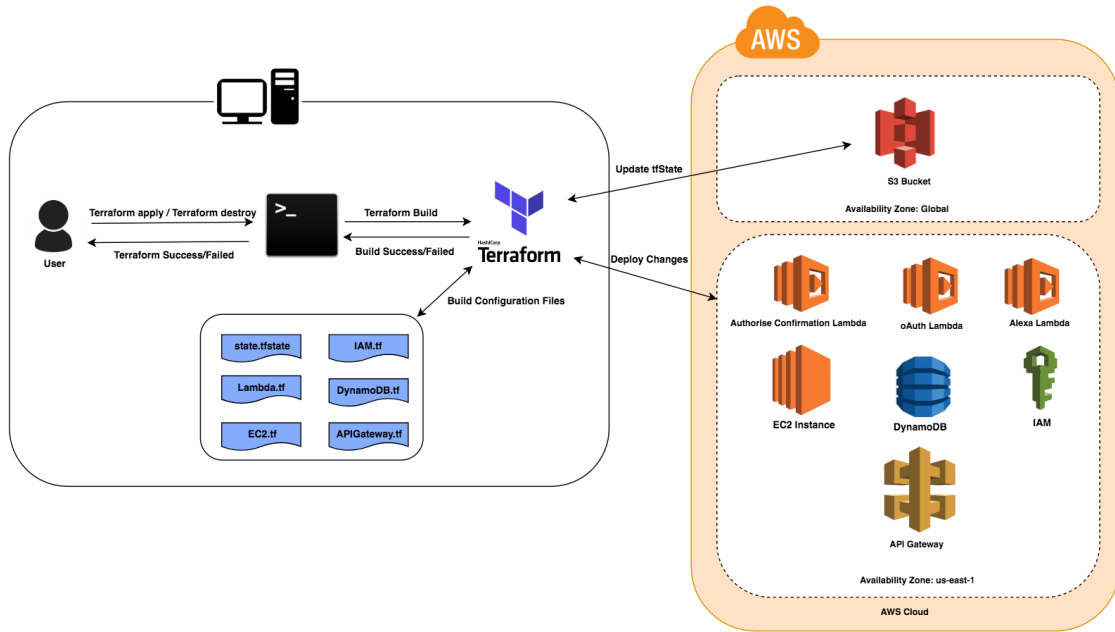 AWS
S3 Bucket
Availability Zone: Global
Update tfState
Terraform apply / Terraform destroy
Terraform Success/Failed
User
>_
Terraform Build
Build Success/Failed
HashiCorp
Terraform
Deploy Changes
Build Configuration Files
state.tfstate
IAM.tf
Lambda.tf
DynamoDB.tf
EC2.tf
APIGateway.tf
Authorise Confirmation Lambda
oAuth Lambda
Alexa Lambda
EC2 Instance
DynamoDB
IAM
API Gateway
Availability Zone: us-east-1
AWS Cloud